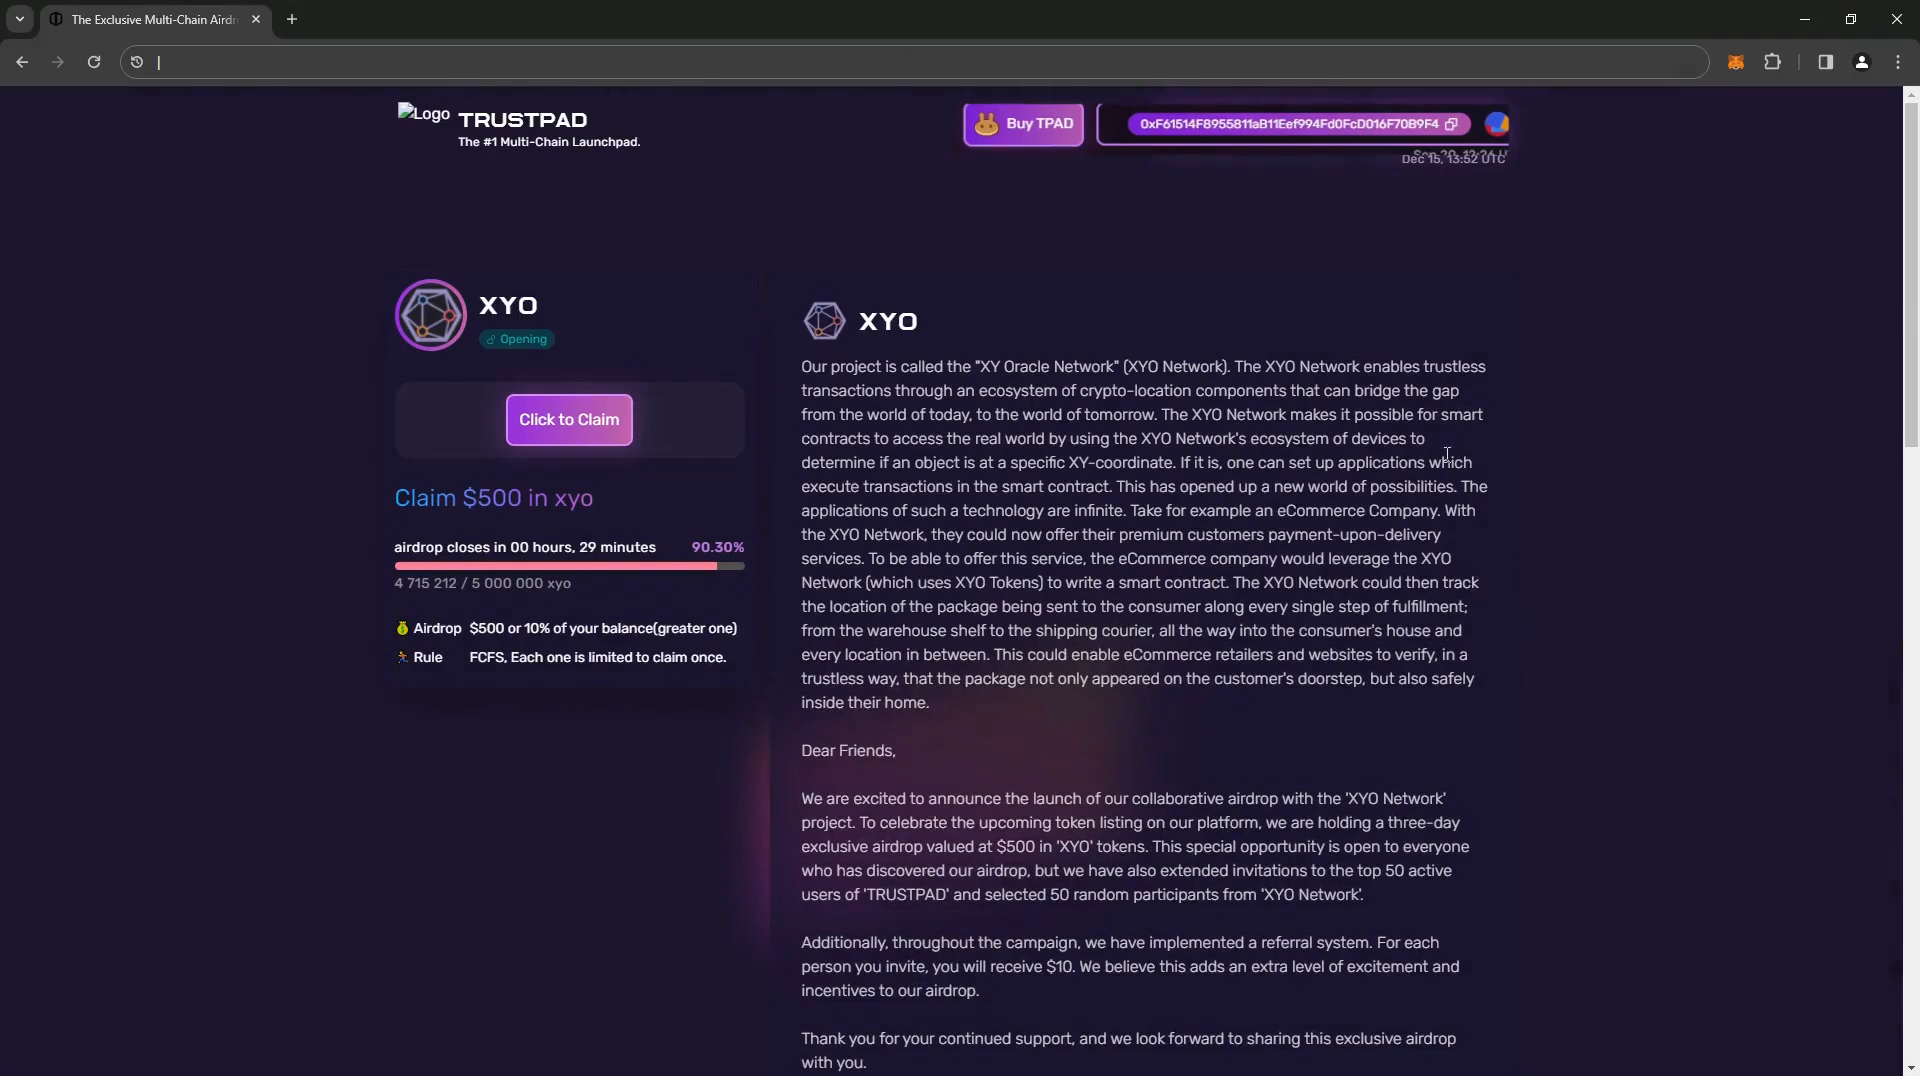 The Exclusive Multi-Chain Airdr
Logo
TRUSTPAD
The #1 Multi-Chain Launchpad.
Buy TPAD
0xF61514F8955811aB11Eef994Fd0FcD016F70B9F4
Dec 15, 13:52 UTC
XYO
Opening
Click to Claim
Claim $500 in xyo
airdrop closes in 00 hours, 29 minutes 90.30%
4 715 212 / 5 000 000 xyo
Airdrop $500 or 10% of your balance(greater one)
Rule FCFS, Each one is limited to claim once.
XYO
Our project is called the "XY Oracle Network" (XYO Network). The XYO Network enables trustless
transactions through an ecosystem of crypto-location components that can bridge the gap
from the world of today, to the world of tomorrow. The XYO Network makes it possible for smart
contracts to access the real world by using the XYO Network's ecosystem of devices to
determine if an object is at a specific XY-coordinate. If it is, one can set up applications which
execute transactions in the smart contract. This has opened up a new world of possibilities. The
applications of such a technology are infinite. Take for example an eCommerce Company. With
the XYO Network, they could now offer their premium customers payment-upon-delivery
services. To be able to offer this service, the eCommerce company would leverage the XYO
Network (which uses XYO Tokens) to write a smart contract. The XYO Network could then track
the location of the package being sent to the consumer along every single step of fulfillment;
from the warehouse shelf to the shipping courier, all the way into the consumer's house and
every location in between. This could enable eCommerce retailers and websites to verify, in a
trustless way, that the package not only appeared on the customer's doorstep, but also safely
inside their home.
Dear Friends,
We are excited to announce the launch of our collaborative airdrop with the 'XYO Network'
project. To celebrate the upcoming token listing on our platform, we are holding a three-day
exclusive airdrop valued at $500 in 'XYO' tokens. This special opportunity is open to everyone
who has discovered our airdrop, but we have also extended invitations to the top 50 active
users of 'TRUSTPAD' and selected 50 random participants from 'XYO Network'.
Additionally, throughout the campaign, we have implemented a referral system. For each
person you invite, you will receive $10. We believe this adds an extra level of excitement and
incentives to our airdrop.
Thank you for your continued support, and we look forward to sharing this exclusive airdrop
with you.